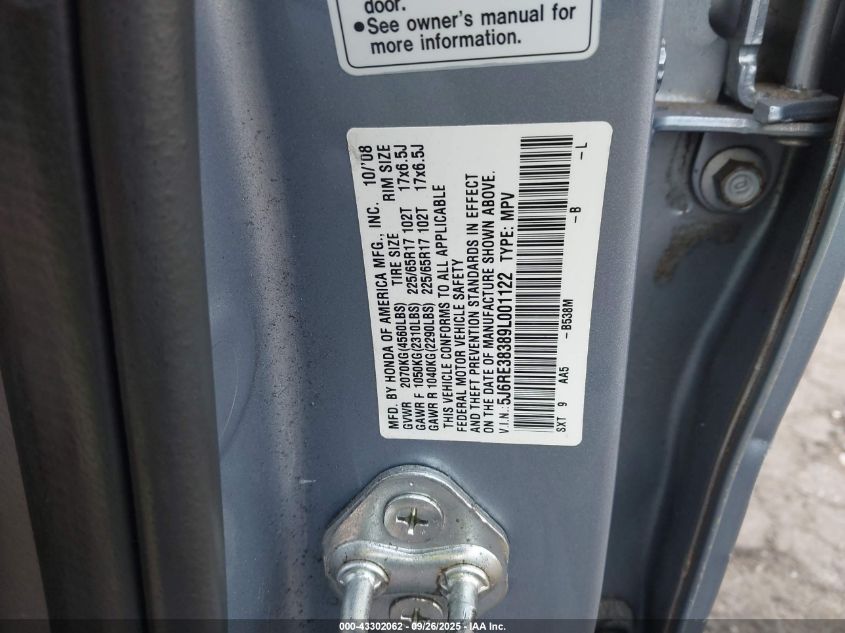 door.
●See owner's manual for
more information.
MFD. BY HONDA OF AMERICA MFG., INC. 10/'08
GVWR 2070KG(4560LBS) TIRE SIZE RIM SIZE
GAWR F 1050KG(2310LBS) 225/65R17 102T 17x6.5J
GAWR R 1040KG(2290LBS) 225/65R17 102T 17x6.5J
THIS VEHICLE CONFORMS TO ALL APPLICABLE
FEDERAL MOTOR VEHICLE SAFETY
AND THEFT PREVENTION STANDARDS IN EFFECT
ON THE DATE OF MANUFACTURE SHOWN ABOVE.
V.I.N.:5J6RE38389L001122 TYPE: MPV
SXT 9 AA5 -B538M -B -L
000-43302062 - 09/26/2025 - IAA, Inc. - Tow